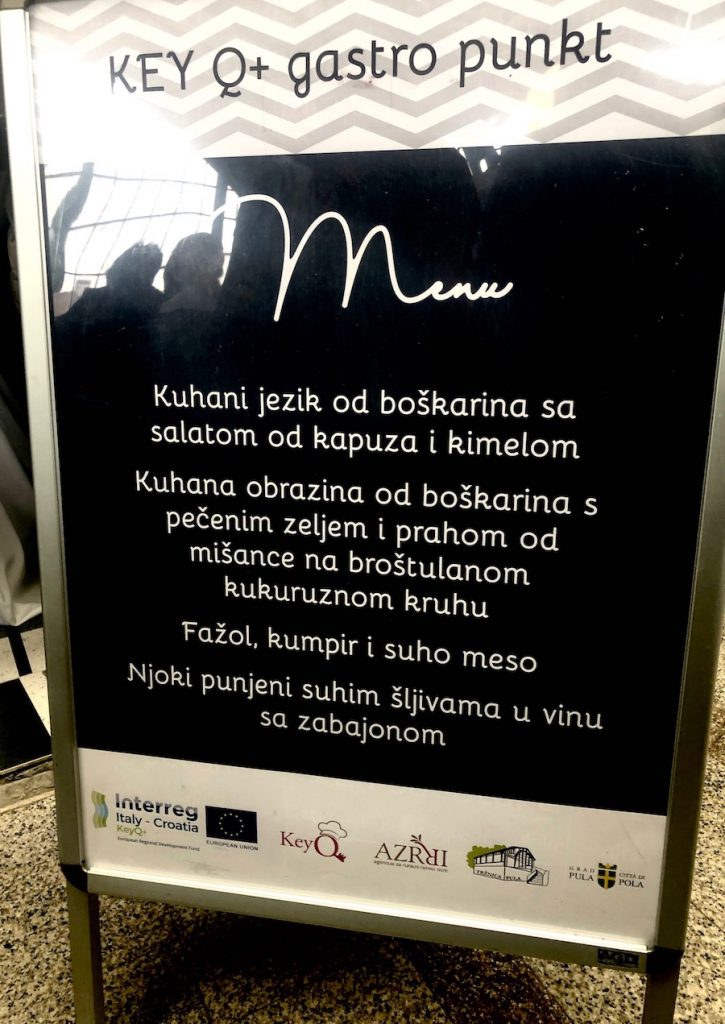 KEY Q+ gastro punkt
Menu
Kuhani jezik od boškarina sa
salatom od kapuza i kimelom
Kuhana obrazina od boškarina s
pečenim zeljem i prahom od
mišance na broštulanom
kukuruznom kruhu
Fažol, kumpir i suho meso
Njoki punjeni suhim šljivama u vinu
sa zabajonom
Interreg
Italy - Croatia
KeyQ+
European Regional Development Fund
EUROPEAN UNION
KeyQ
AZRRI
TRŽNICA PULA
GRAD PULA
CITTÀ DI POLA